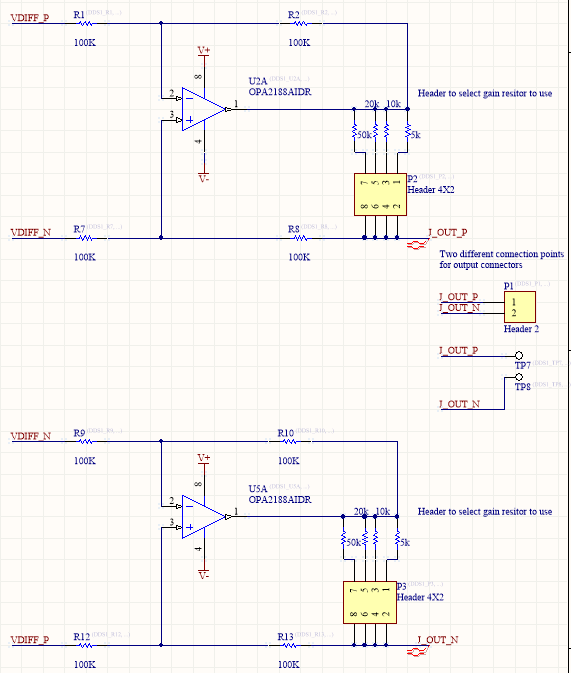 VDIFF_P
R1
R2
100K
100K
V+
8
U2A
OPA2188AIDR
2
3
1
4
V-
20k 10k
50k
5k
Header to select gain resitor to use
7 5 3 1
8 6 4 2
P2
Header 4X2
VDIFF_N
R7
R8
J_OUT_P
100K
100K
Two different connection points
for output connectors
P1
J_OUT_P
1
J_OUT_N
2
Header 2
J_OUT_P
TP7
TP8
J_OUT_N
VDIFF_N
R9
R10
100K
100K
V+
8
U5A
OPA2188AIDR
2
3
1
4
V-
20k 10k
50k
5k
Header to select gain resitor to use
7 5 3 1
8 6 4 2
P3
Header 4X2
VDIFF_P
R12
R13
J_OUT_N
100K
100K